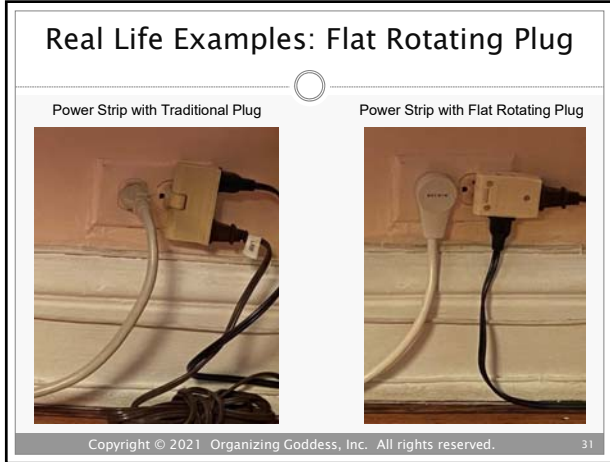 Real Life Examples: Flat Rotating Plug
Power Strip with Traditional Plug
Power Strip with Flat Rotating Plug
BELKIN
Copyright © 2021 Organizing Goddess, Inc. All rights reserved.
31